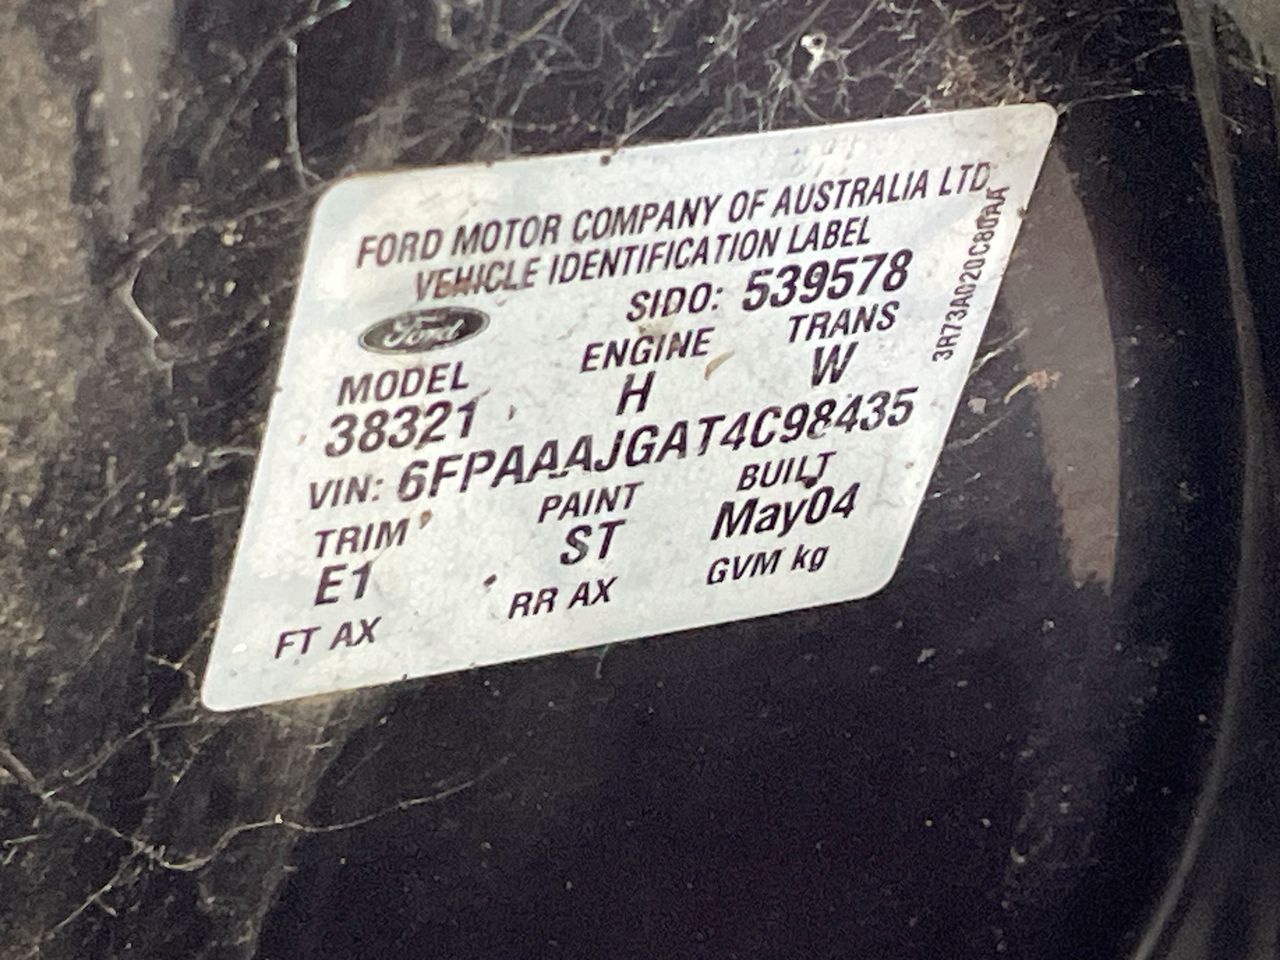 FORD MOTOR COMPANY OF AUSTRALIA LTD
VEHICLE IDENTIFICATION LABEL
Ford
SIDO: 539578
MODEL ENGINE TRANS
38321 H W
VIN: 6FPAAAJGAT4C98435
TRIM PAINT BUILT
E1 ST May04
FT AX RR AX GVM kg
3R73A020C80AA